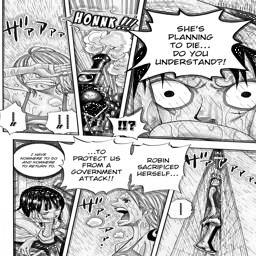 SHE'S
PLANNING
TO DIE...
DO YOU
UNDERSTAND?!
HONNK!!!
!!
!!
!!?
ROBIN
SACRIFICED
HERSELF...
...TO
PROTECT US
FROM A
GOVERNMENT
ATTACK!!
I HAVE
NOWHERE TO GO
AND NOWHERE
TO RETURN TO.